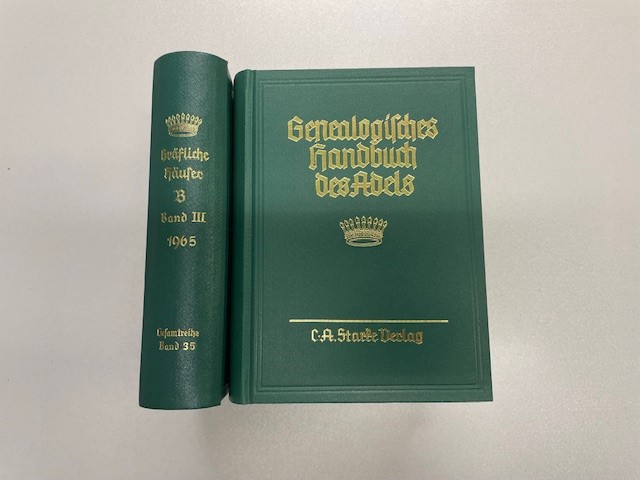 Gräfliche
Häuser
B
Band III
1965
Gesamtreihe
Band 35
Genealogisches
Handbuch
des Adels
C. A. Starke Verlag